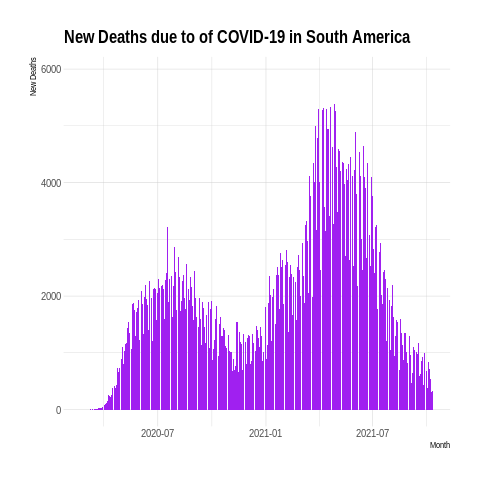 New Deaths due to of COVID-19 in South America
New Deaths
6000
4000
2000
0
2020-07
2021-01
2021-07
Month